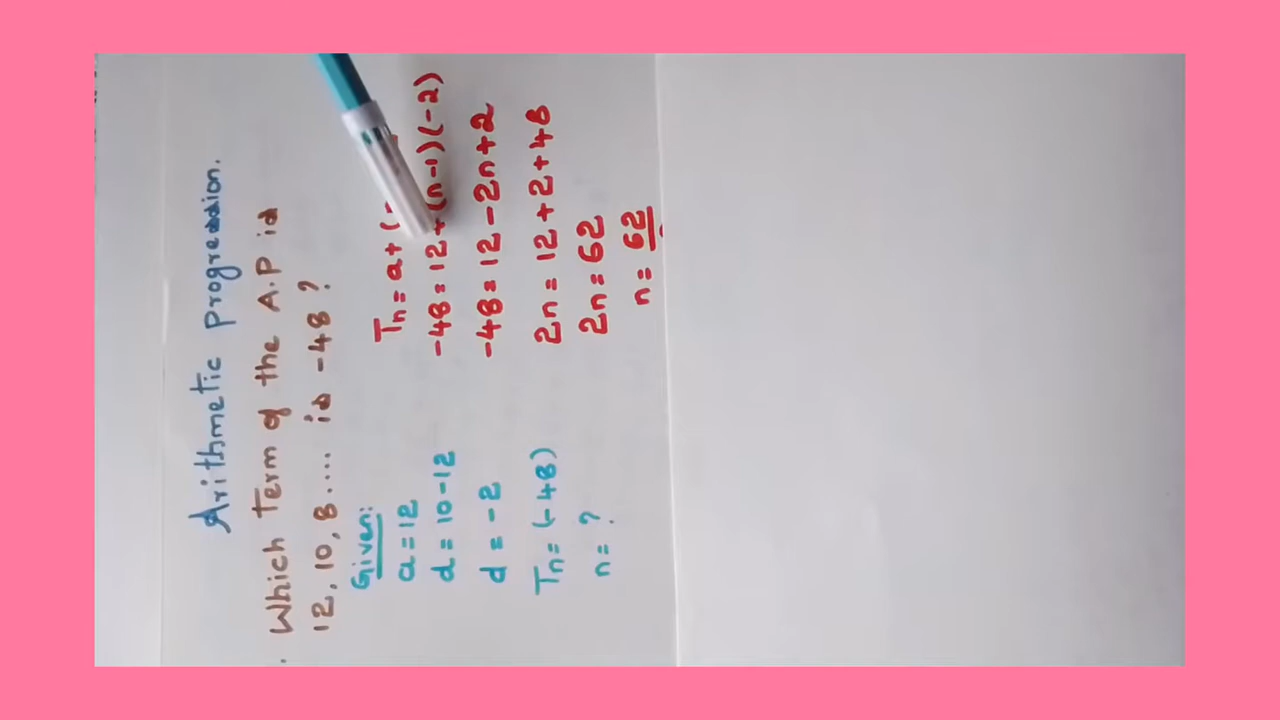 Arithmetic progression.
Which Term of the A.P is
12, 10, 8.... is -48 ?
Given:
a = 12
d = 10-12
d = -2
Tn = (-48)
n = ?
Tn = a + (
-48 = 12 + (n-1) (-2)
-48 = 12 - 2n + 2
2n = 12 + 2 + 48
2n = 62
n = 62